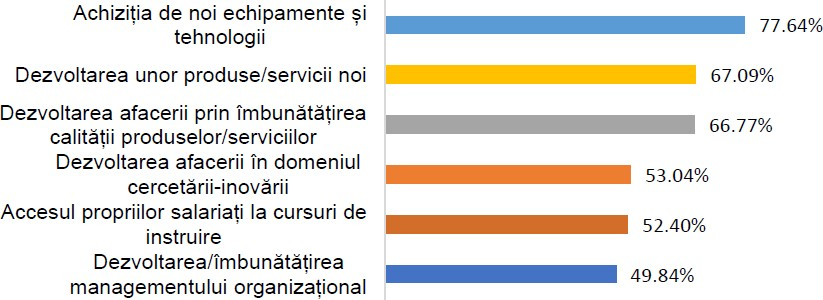 Achiziția de noi echipamente și
tehnologii
77.64%
Dezvoltarea unor produse/servicii noi
67.09%
Dezvoltarea afacerii prin îmbunătățirea
calității produselor/serviciilor
66.77%
Dezvoltarea afacerii în domeniul
cercetării-inovării
53.04%
Accesul propriilor salariați la cursuri de
instruire
52.40%
Dezvoltarea/îmbunătățirea
managementului organizațional
49.84%